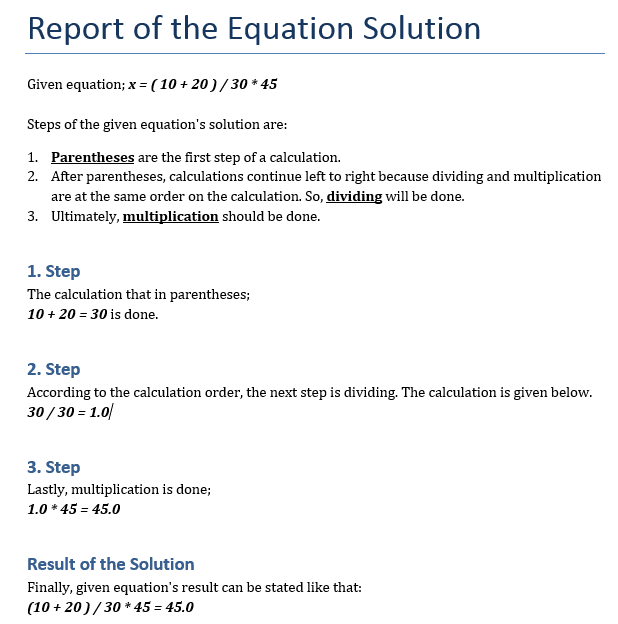 Report of the Equation Solution
Given equation; x = ( 10 + 20 ) / 30 * 45
Steps of the given equation's solution are:
1. Parentheses are the first step of a calculation.
2. After parentheses, calculations continue left to right because dividing and multiplication
are at the same order on the calculation. So, dividing will be done.
3. Ultimately, multiplication should be done.
1. Step
The calculation that in parentheses;
10 + 20 = 30 is done.
2. Step
According to the calculation order, the next step is dividing. The calculation is given below.
30 / 30 = 1.0
3. Step
Lastly, multiplication is done;
1.0 * 45 = 45.0
Result of the Solution
Finally, given equation's result can be stated like that:
(10 + 20 ) / 30 * 45 = 45.0